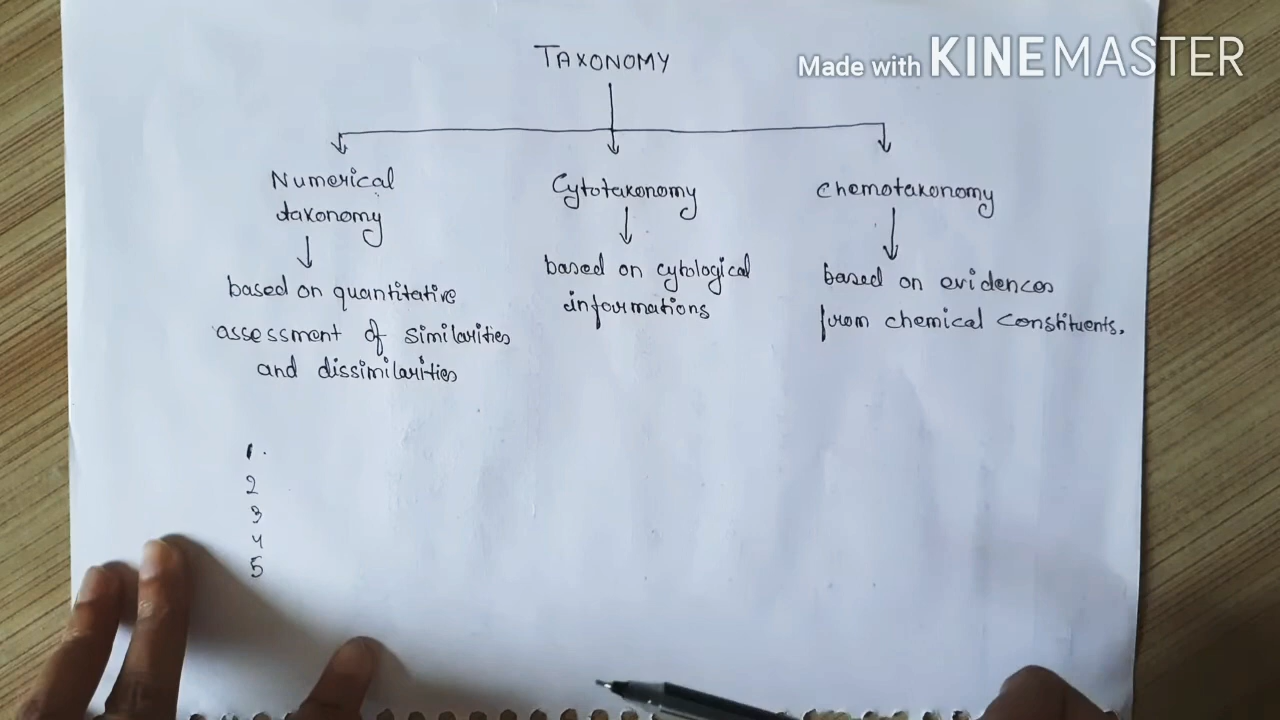 TAXONOMY
Made with KINEMASTER
Numerical
taxonomy
based on quantitative
assessment of similarities
and dissimilarities
Cytotaxonomy
based on cytological
informations
Chemotaxonomy
based on evidences
from chemical constituents.
1.
2
3
4
5